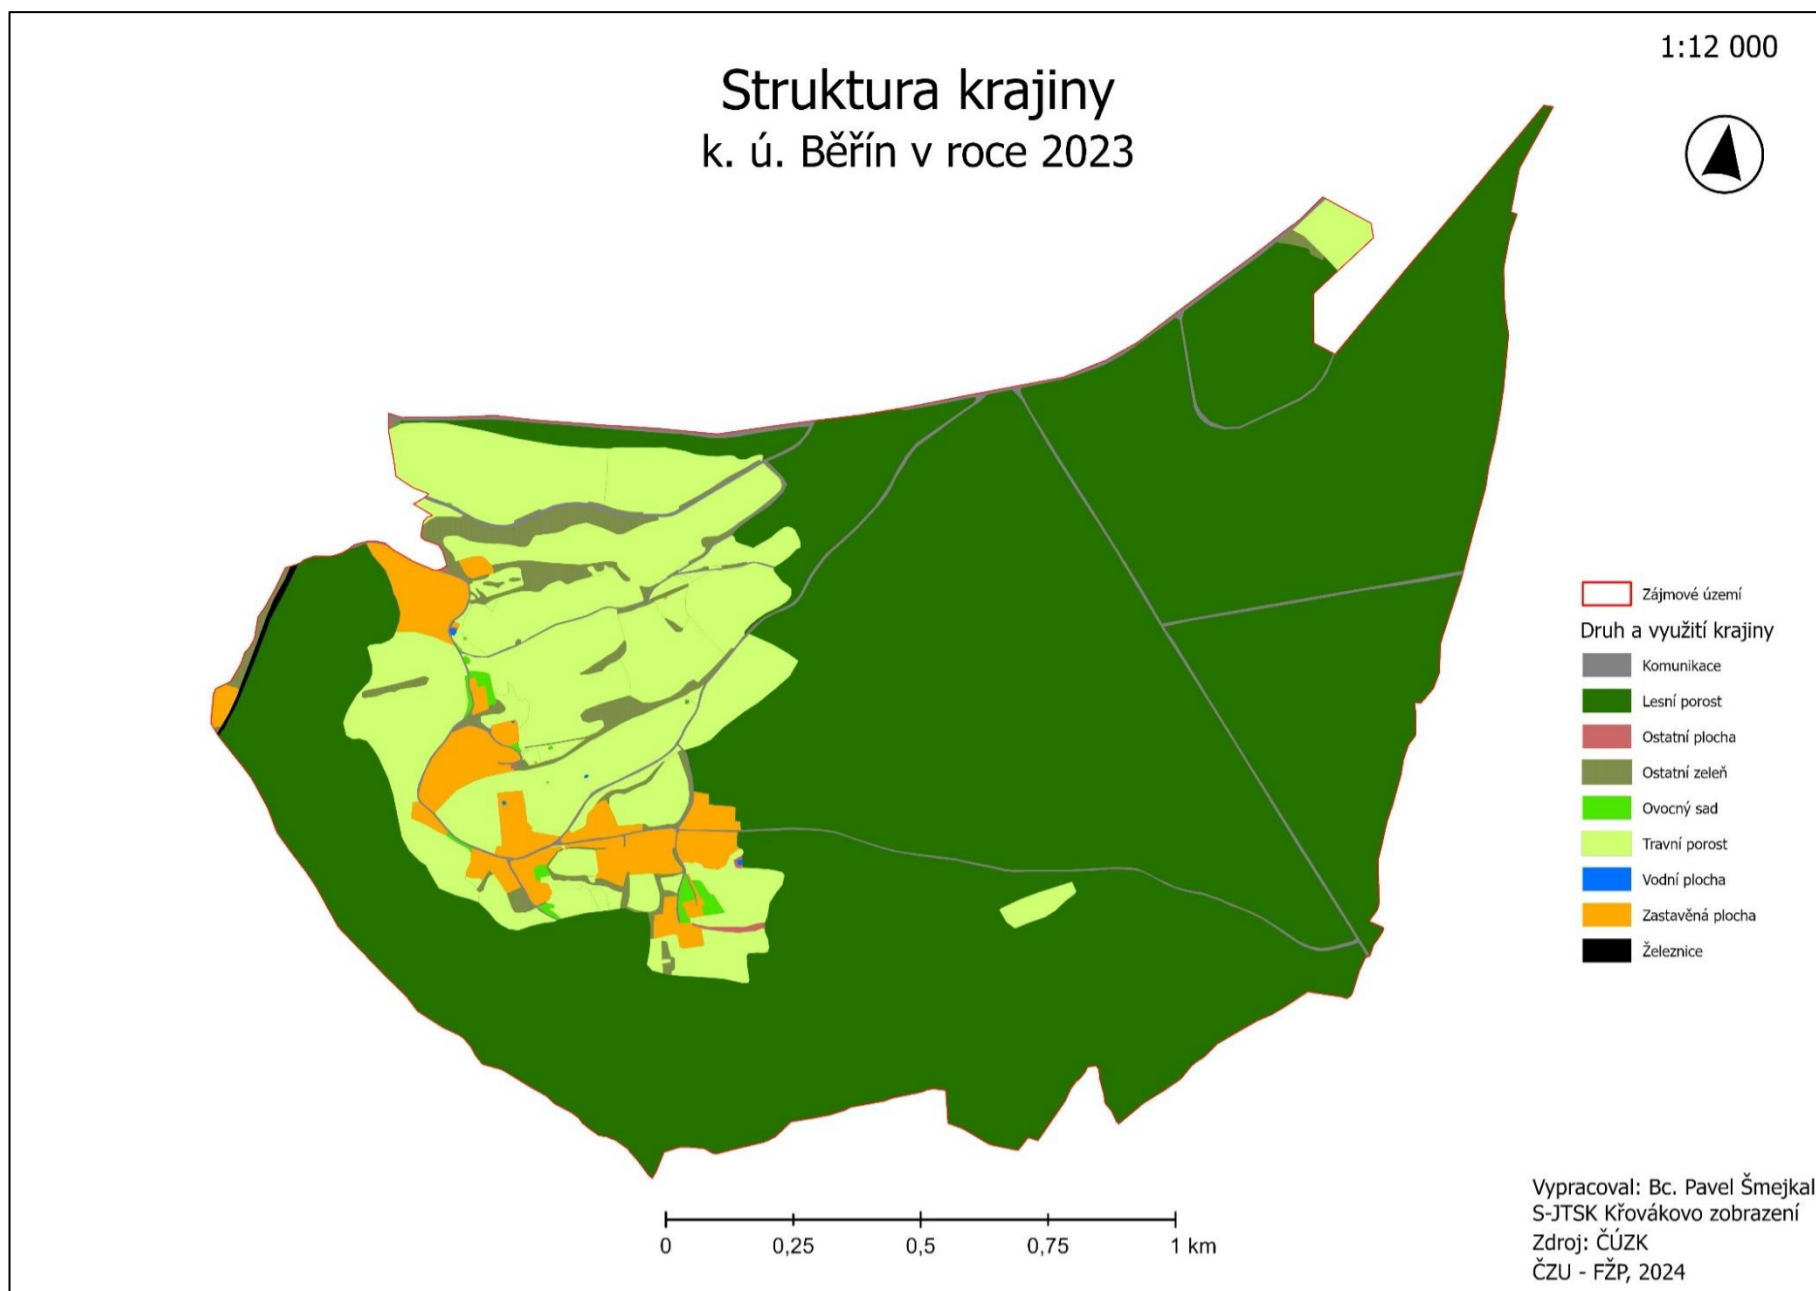 1:12 000
Struktura krajiny
k. ú. Běřín v roce 2023
Zájmové území
Druh a využití krajiny
Komunikace
Lesní porost
Ostatní plocha
Ostatní zeleň
Ovocný sad
Travní porost
Vodní plocha
Zastavěná plocha
Železnice
0 0,25 0,5 0,75 1 km
Vypracoval: Bc. Pavel Šmejkal
S-JTSK Křovákovo zobrazení
Zdroj: ČÚZK
ČZU - FŽP, 2024